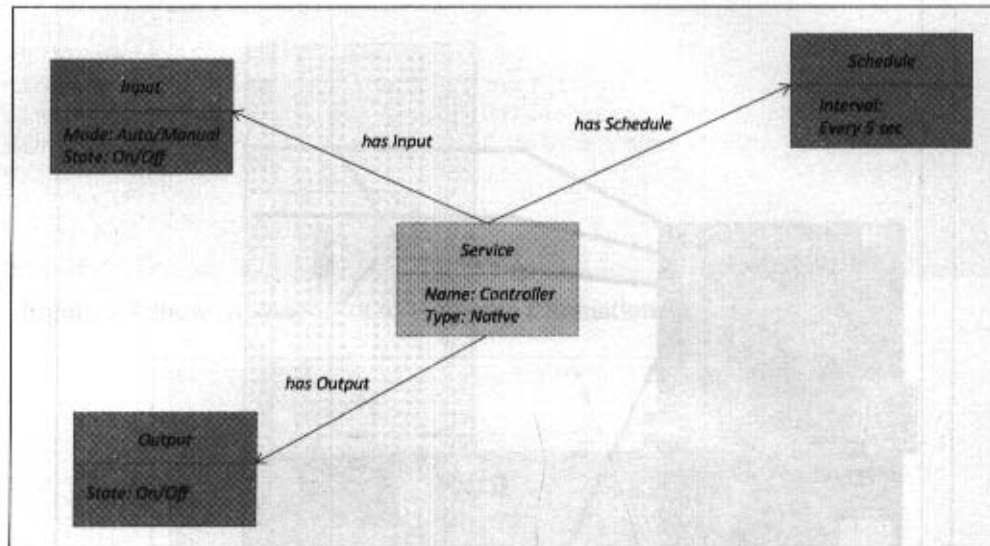 Schedule
Interval:
Every 5 sec
Input
Mode: Auto/Manual
State: On/Off
has Input
has Schedule
Service
Name: Controller
Type: Native
has Output
Output
State: On/Off